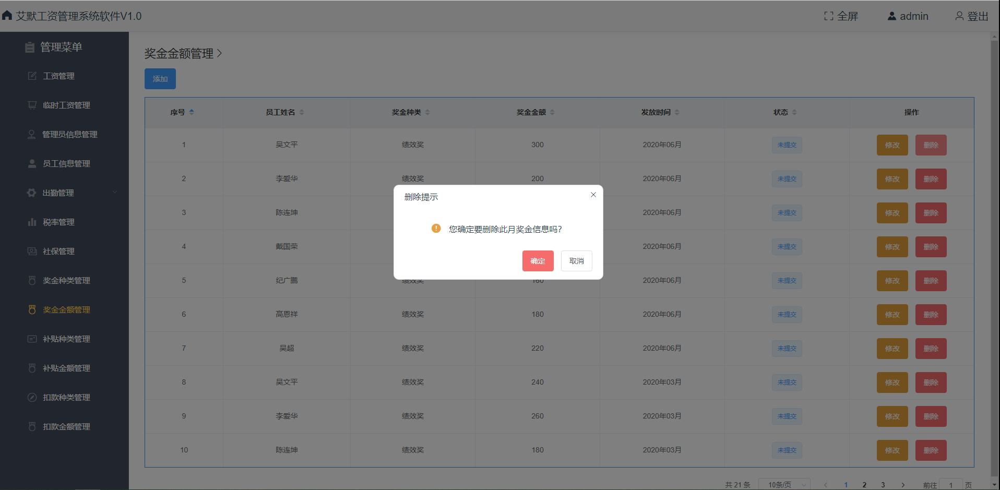 艾默工资管理系统软件V1.0
全屏 admin 登出
管理菜单
工资管理
临时工资管理
管理员信息管理
员工信息管理
出勤管理
税率管理
社保管理
奖金种类管理
奖金金额管理
补贴种类管理
补贴金额管理
扣款种类管理
扣款金额管理
奖金金额管理
添加
序号 员工姓名 奖金种类 奖金金额 发放时间 状态 操作
1 吴文平 绩效奖 300 2020年06月 未提交 修改 删除
2 李爱华 绩效奖 200 2020年06月 未提交 修改 删除
3 陈连坤 2020年06月 未提交 修改 删除
4 戴国荣 2020年06月 未提交 修改 删除
5 纪广鹏 绩效奖 160 2020年06月 未提交 修改 删除
6 高恩祥 绩效奖 180 2020年06月 未提交 修改 删除
7 吴超 绩效奖 220 2020年06月 未提交 修改 删除
8 吴文平 绩效奖 240 2020年03月 未提交 修改 删除
9 李爱华 绩效奖 260 2020年03月 未提交 修改 删除
10 陈连坤 绩效奖 180 2020年03月 未提交 修改 删除
删除提示
您确定要删除此月奖金信息吗?
确定 取消
共 21 条 10条/页 1 2 3 前往 1 页